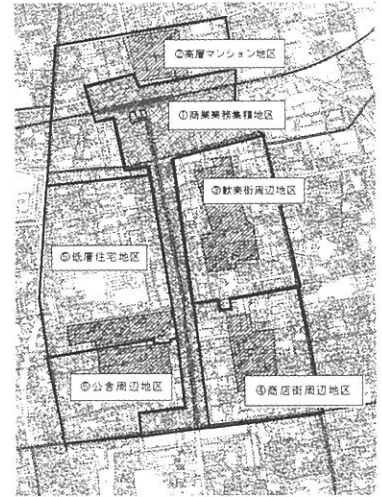 ②高層マンション地区
①商業業務集積地区
③歓楽街周辺地区
⑤低層住宅地区
⑥公舎周辺地区
④商店街周辺地区